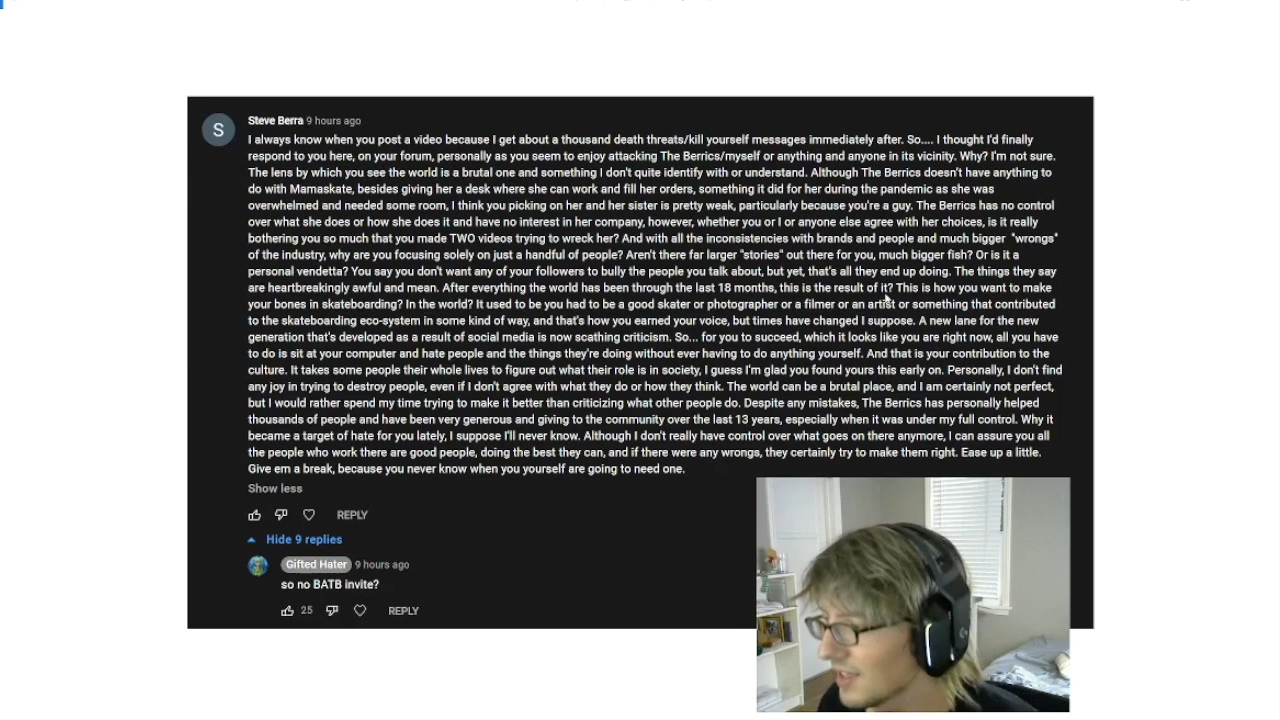 S
Steve Berra 9 hours ago
I always know when you post a video because I get about a thousand death threats/kill yourself messages immediately after. So.... I thought I'd finally
respond to you here, on your forum, personally as you seem to enjoy attacking The Berrics/myself or anything and anyone in its vicinity. Why? I'm not sure.
The lens by which you see the world is a brutal one and something I don't quite identify with or understand. Although The Berrics doesn't have anything to
do with Mamaskate, besides giving her a desk where she can work and fill her orders, something it did for her during the pandemic as she was
overwhelmed and needed some room, I think you picking on her and her sister is pretty weak, particularly because you're a guy. The Berrics has no control
over what she does or how she does it and have no interest in her company, however, whether you or I or anyone else agree with her choices, is it really
bothering you so much that you made TWO videos trying to wreck her? And with all the inconsistencies with brands and people and much bigger "wrongs"
of the industry, why are you focusing solely on just a handful of people? Aren't there far larger "stories" out there for you, much bigger fish? Or is it a
personal vendetta? You say you don't want any of your followers to bully the people you talk about, but yet, that's all they end up doing. The things they say
are heartbreakingly awful and mean. After everything the world has been through the last 18 months, this is the result of it? This is how you want to make
your bones in skateboarding? In the world? It used to be you had to be a good skater or photographer or a filmer or an artist or something that contributed
to the skateboarding eco-system in some kind of way, and that's how you earned your voice, but times have changed I suppose. A new lane for the new
generation that's developed as a result of social media is now scathing criticism. So... for you to succeed, which it looks like you are right now, all you have
to do is sit at your computer and hate people and the things they're doing without ever having to do anything yourself. And that is your contribution to the
culture. It takes some people their whole lives to figure out what their role is in society, I guess I'm glad you found yours this early on. Personally, I don't find
any joy in trying to destroy people, even if I don't agree with what they do or how they think. The world can be a brutal place, and I am certainly not perfect,
but I would rather spend my time trying to make it better than criticizing what other people do. Despite any mistakes, The Berrics has personally helped
thousands of people and have been very generous and giving to the community over the last 13 years, especially when it was under my full control. Why it
became a target of hate for you lately, I suppose I'll never know. Although I don't really have control over what goes on there anymore, I can assure you all
the people who work there are good people, doing the best they can, and if there were any wrongs, they certainly try to make them right. Ease up a little.
Give em a break, because you never know when you yourself are going to need one.
Show less
REPLY
Hide 9 replies
Gifted Hater 9 hours ago
so no BATB invite?
25 REPLY